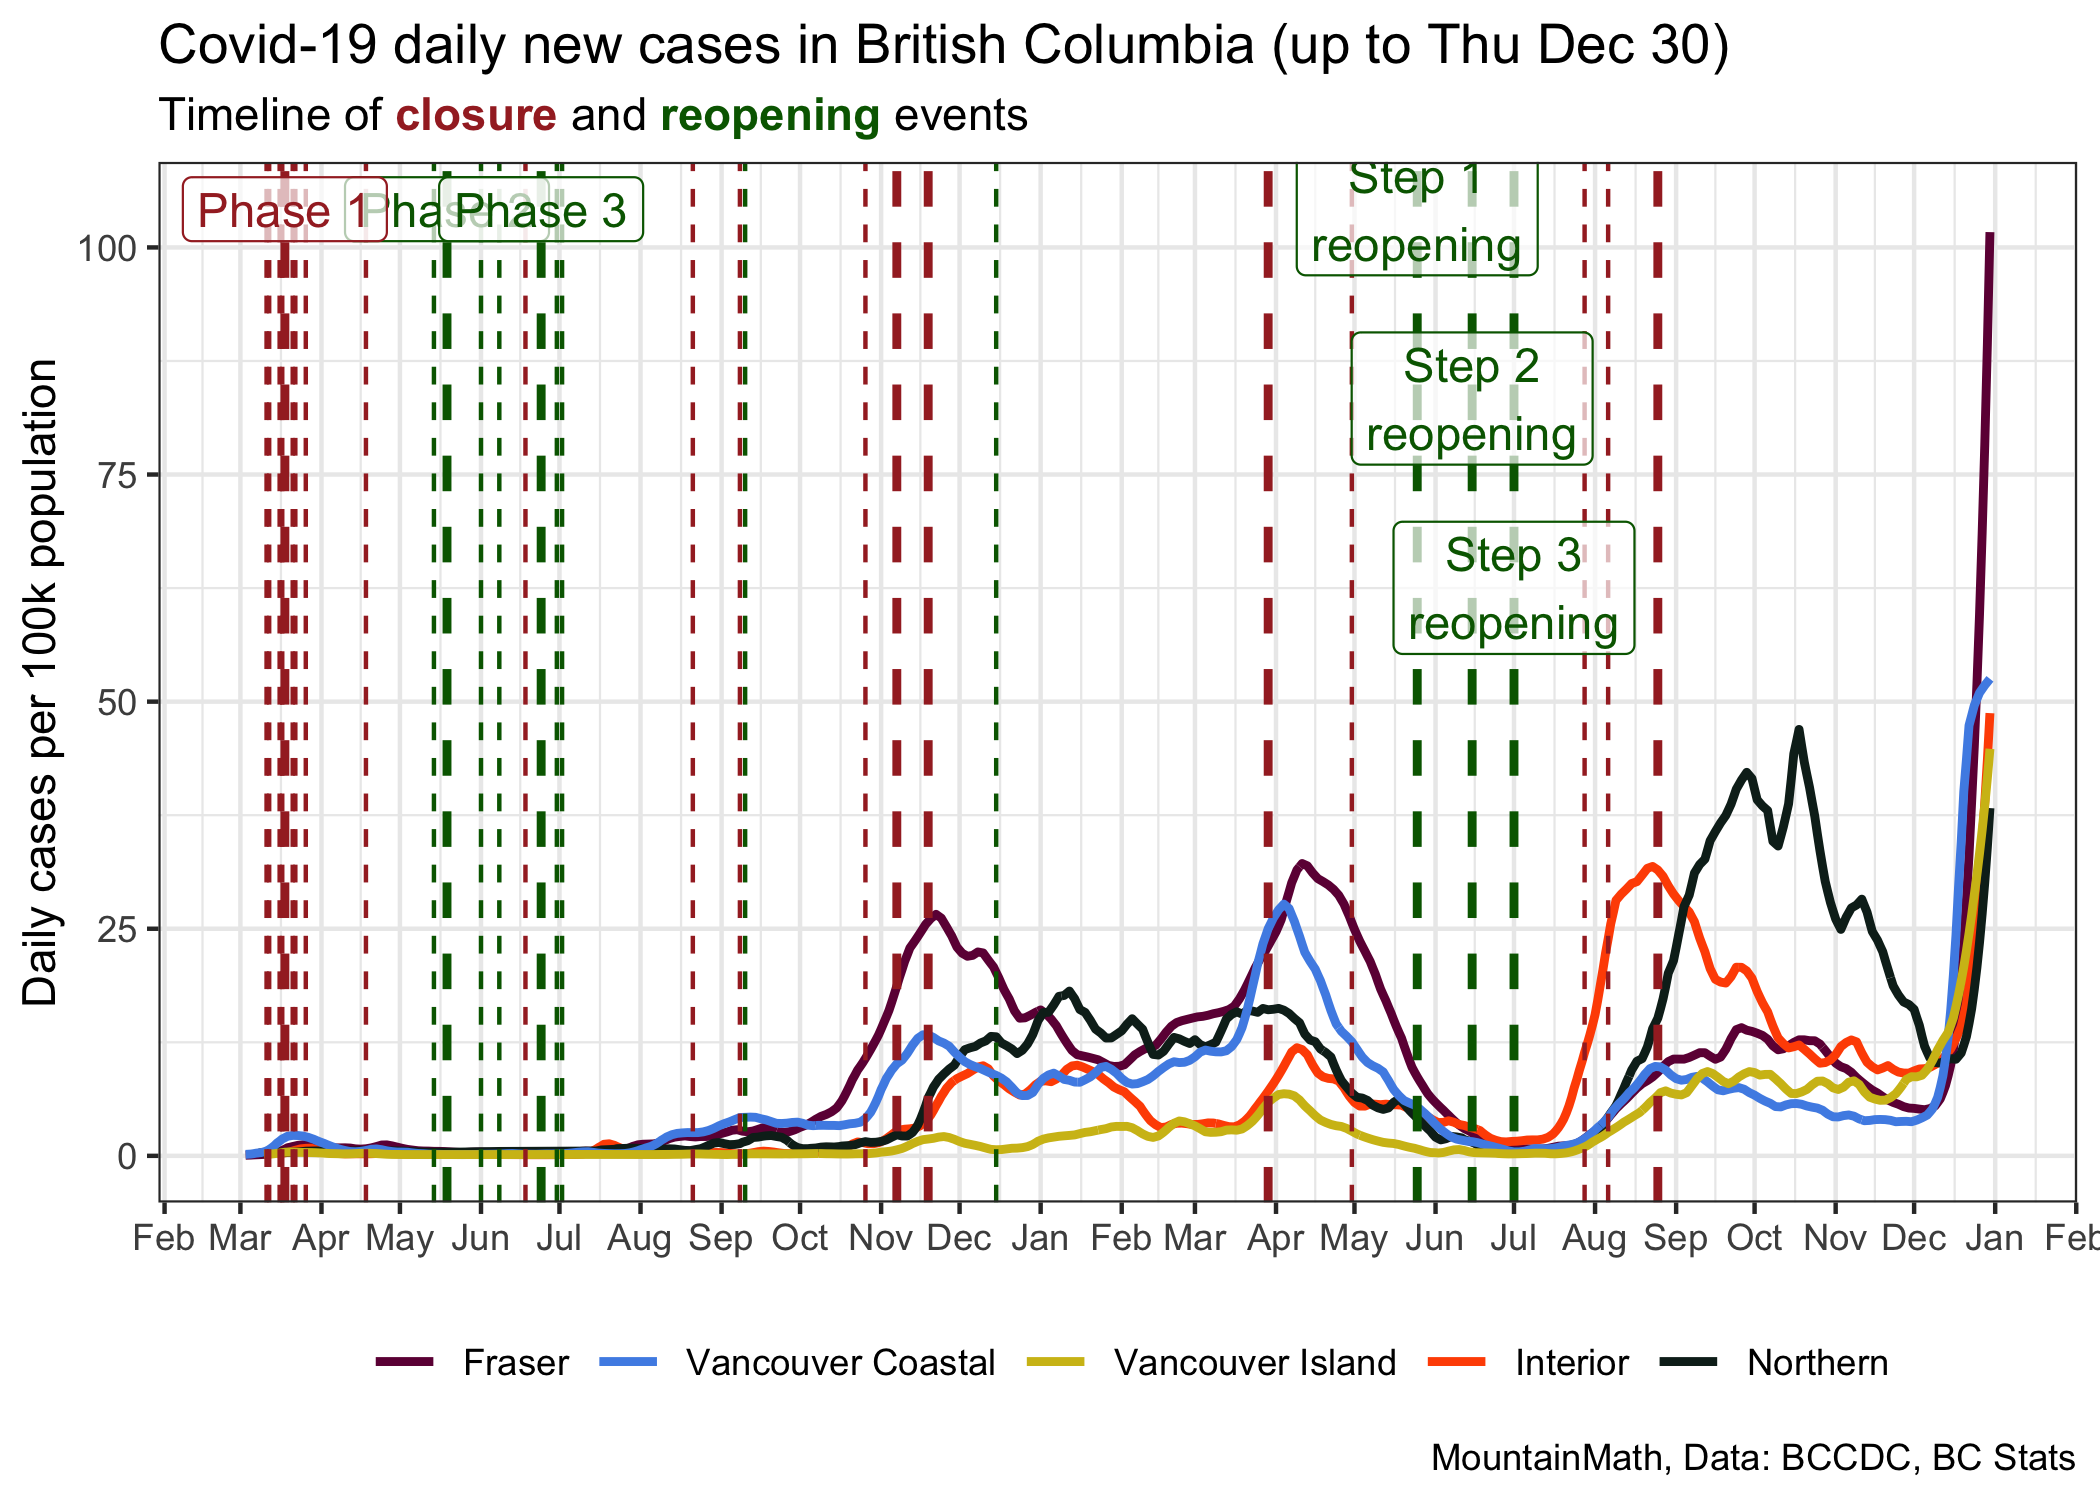 Covid-19 daily new cases in British Columbia (up to Thu Dec 30)
Timeline of closure and reopening events
Phase 1
Phase 2
Phase 3
Step 1
reopening
Step 2
reopening
Step 3
reopening
Daily cases per 100k population
100
75
50
25
0
Feb Mar Apr May Jun Jul Aug Sep Oct Nov Dec Jan Feb Mar Apr May Jun Jul Aug Sep Oct Nov Dec Jan Feb
Fraser Vancouver Coastal Vancouver Island Interior Northern
MountainMath, Data: BCCDC, BC Stats